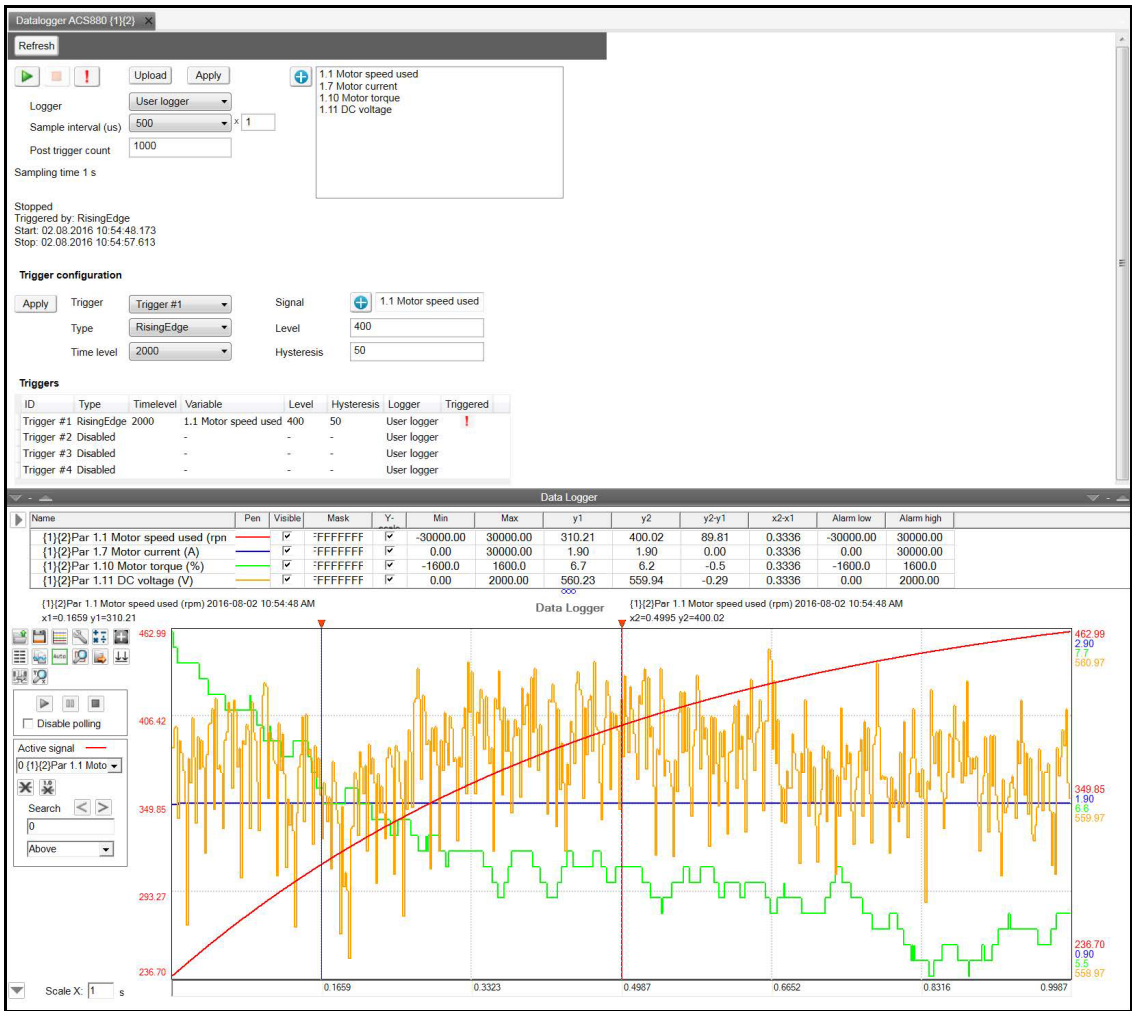 Datalogger ACS880 {1}{2} ×
Refresh
Upload Apply
1.1 Motor speed used
1.7 Motor current
1.10 Motor torque
1.11 DC voltage
Logger User logger
Sample interval (us) 500 x 1
Post trigger count 1000
Sampling time 1 s
Stopped
Triggered by: RisingEdge
Start: 02.08.2016 10:54:48.173
Stop: 02.08.2016 10:54:57.613
Trigger configuration
Apply Trigger Trigger #1 Signal 1.1 Motor speed used
Type RisingEdge Level 400
Time level 2000 Hysteresis 50
Triggers
ID Type Timelevel Variable Level Hysteresis Logger Triggered
Trigger #1 RisingEdge 2000 1.1 Motor speed used 400 50 User logger !
Trigger #2 Disabled - - - User logger
Trigger #3 Disabled - - - User logger
Trigger #4 Disabled - - - User logger
Data Logger
Name Pen Visible Mask Y- Min Max y1 y2 y2-y1 x2-x1 Alarm low Alarm high
{1}{2}Par 1.1 Motor speed used (rpn FFFFFFF -30000.00 30000.00 310.21 400.02 89.81 0.3336 -30000.00 30000.00
{1}{2}Par 1.7 Motor current (A) FFFFFFF 0.00 30000.00 1.90 1.90 0.00 0.3336 0.00 30000.00
{1}{2}Par 1.10 Motor torque (%) FFFFFFF -1600.0 1600.0 6.7 6.2 -0.5 0.3336 -1600.0 1600.0
{1}{2}Par 1.11 DC voltage (V) FFFFFFF 0.00 2000.00 560.23 559.94 -0.29 0.3336 0.00 2000.00
{1}{2}Par 1.1 Motor speed used (rpm) 2016-08-02 10:54:48 AM
x1=0.1659 y1=310.21
Data Logger
{1}{2}Par 1.1 Motor speed used (rpm) 2016-08-02 10:54:48 AM
x2=0.4995 y2=400.02
Auto
Disable polling
Active signal
0 {1}{2}Par 1.1 Moto
Search < >
0
Above
Scale X: 1 s
462.99
406.42
349.85
293.27
236.70
462.99
2.90
7.7
560.97
349.85
1.90
6.6
559.97
236.70
0.90
5.5
558.97
0.1659 0.3323 0.4987 0.6652 0.8316 0.9987